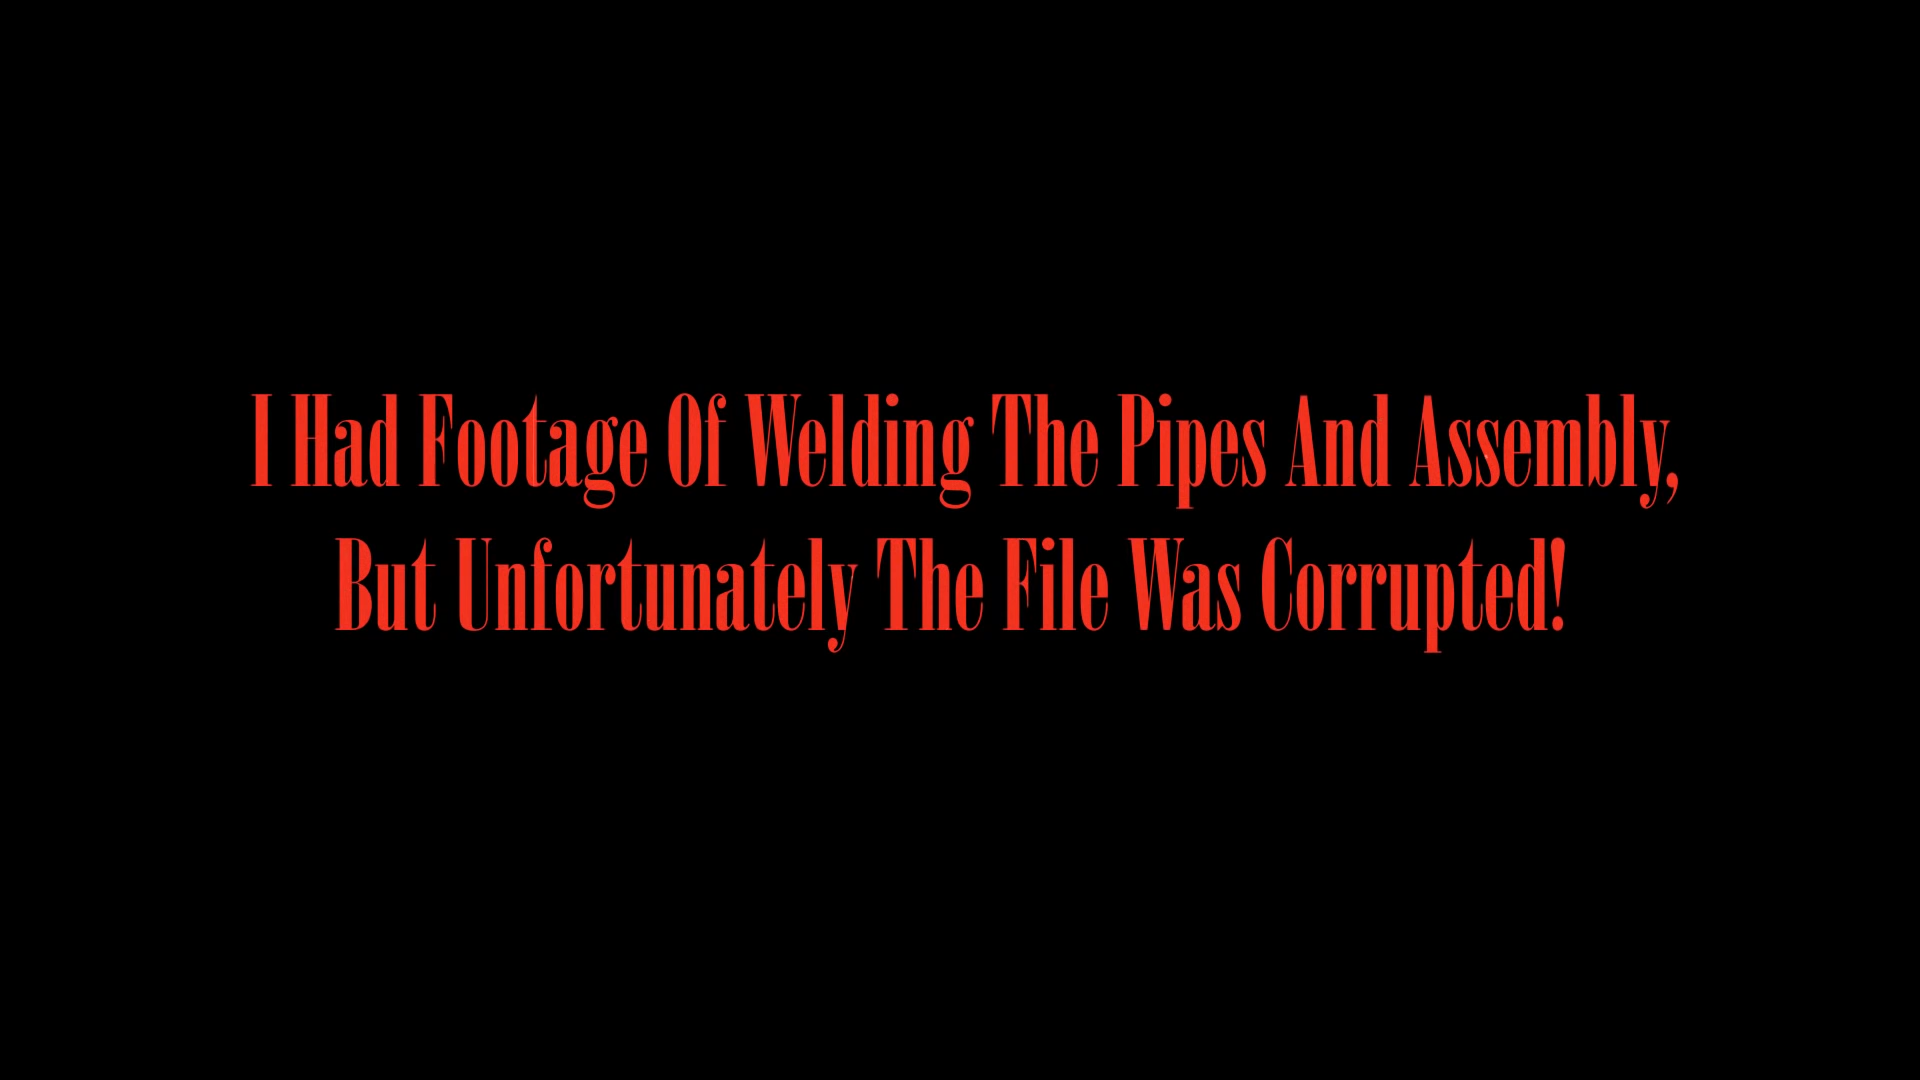 I Had Footage Of Welding The Pipes And Assembly,
But Unfortunately The File Was Corrupted!